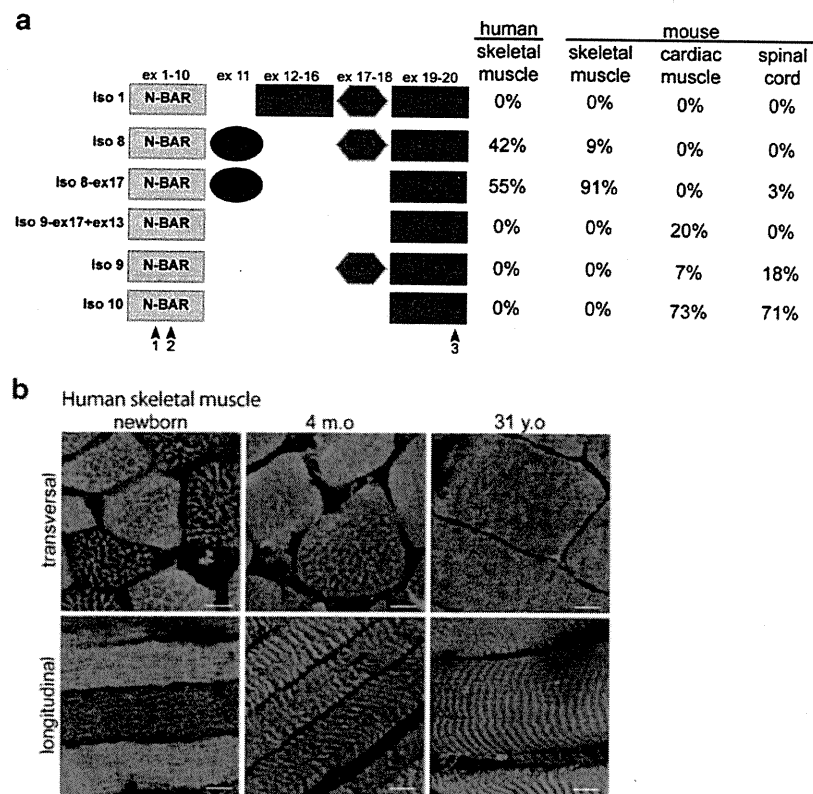 a
human mouse
skeletal muscle skeletal muscle cardiac muscle spinal cord
ex 1-10 ex 11 ex 12-16 ex 17-18 ex 19-20
Iso 1 N-BAR 0% 0% 0% 0%
Iso 8 N-BAR 42% 9% 0% 0%
Iso 8-ex17 N-BAR 55% 91% 0% 3%
Iso 9-ex17+ex13 N-BAR 0% 0% 20% 0%
Iso 9 N-BAR 0% 0% 7% 18%
Iso 10 N-BAR 0% 0% 73% 71%
1 2 3
b
Human skeletal muscle
newborn 4 m.o 31 y.o
transversal
longitudinal